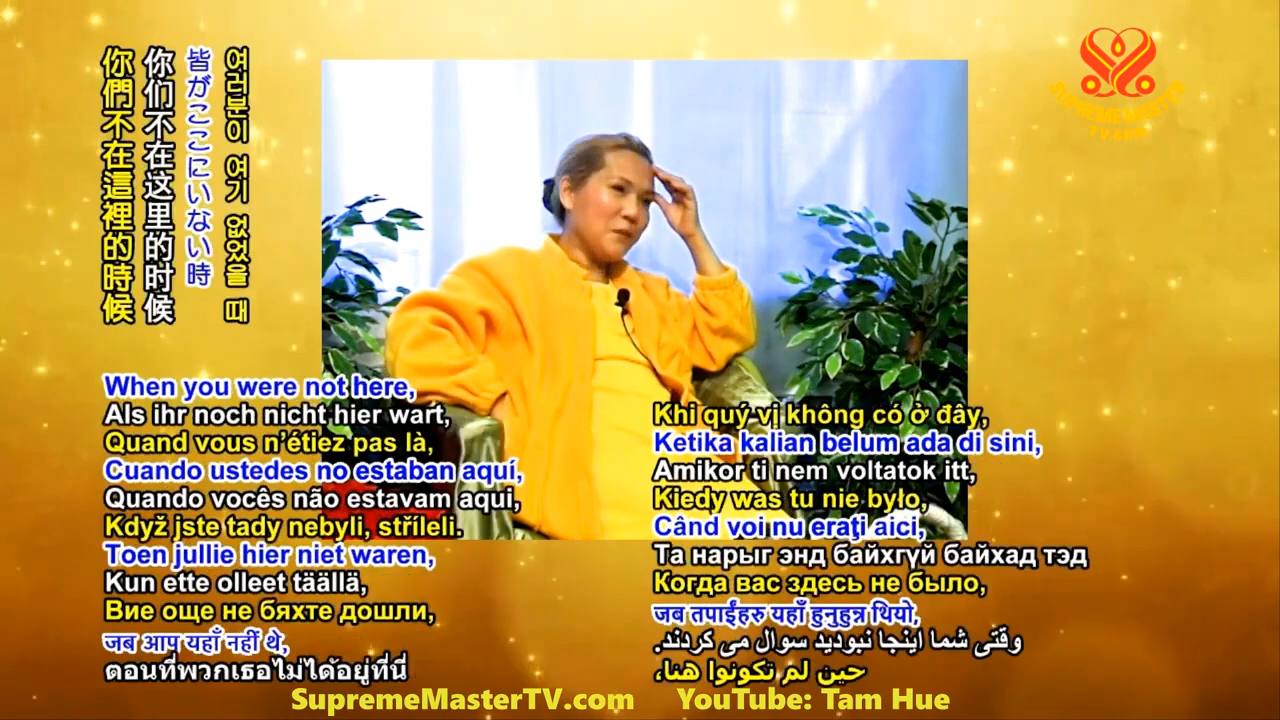 여러분이 여기 없었을 때
皆がここにいない時
你们不在这里的时候
你們不在這裡的時候
SUPREME MASTER
TV.com
When you were not here,
Als ihr noch nicht hier wart,
Quand vous n'étiez pas là,
Cuando ustedes no estaban aquí,
Quando vocês não estavam aqui,
Když jste tady nebyli, stříleli.
Toen jullie hier niet waren,
Kun ette olleet täällä,
Вие още не бяхте дошли,
जब आप यहाँ नहीं थे,
ตอนที่พวกเธอไม่ได้อยู่ที่นี่
Khi quý vị không có ở đây,
Ketika kalian belum ada di sini,
Amikor ti nem voltatok itt,
Kiedy was tu nie było,
Când voi nu eraţi aici,
Та нарыг энд байхгүй байхад тэд
Когда вас здесь не было,
जब तपाईंहरु यहाँ हुनुहुन्न थियो,
وقتی شما اینجا نبودید سوال می کردند.
حين لم تكونوا هنا،
SupremeMasterTV.com YouTube: Tam Hue